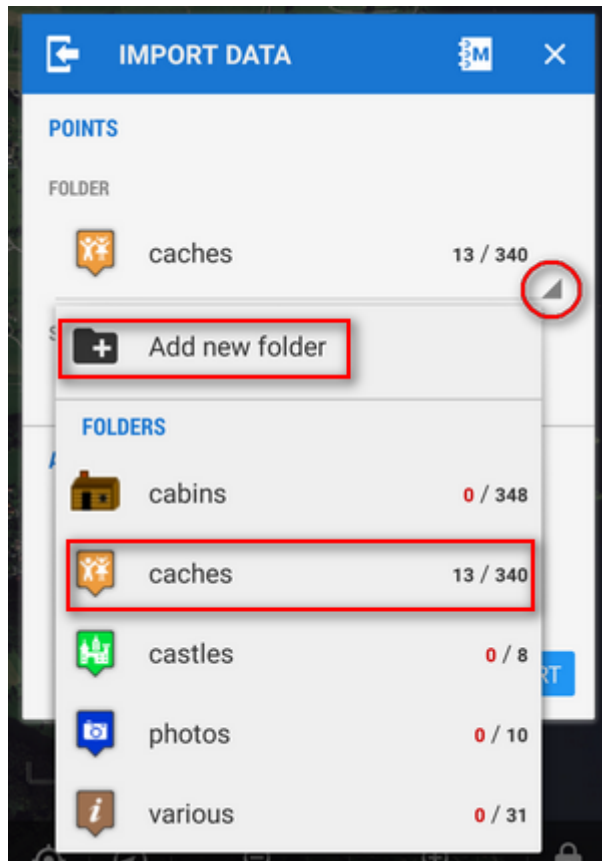 IMPORT DATA
POINTS
FOLDER
caches 13 / 340
Add new folder
FOLDERS
cabins 0 / 348
caches 13 / 340
castles 0 / 8
photos 0 / 10
various 0 / 31